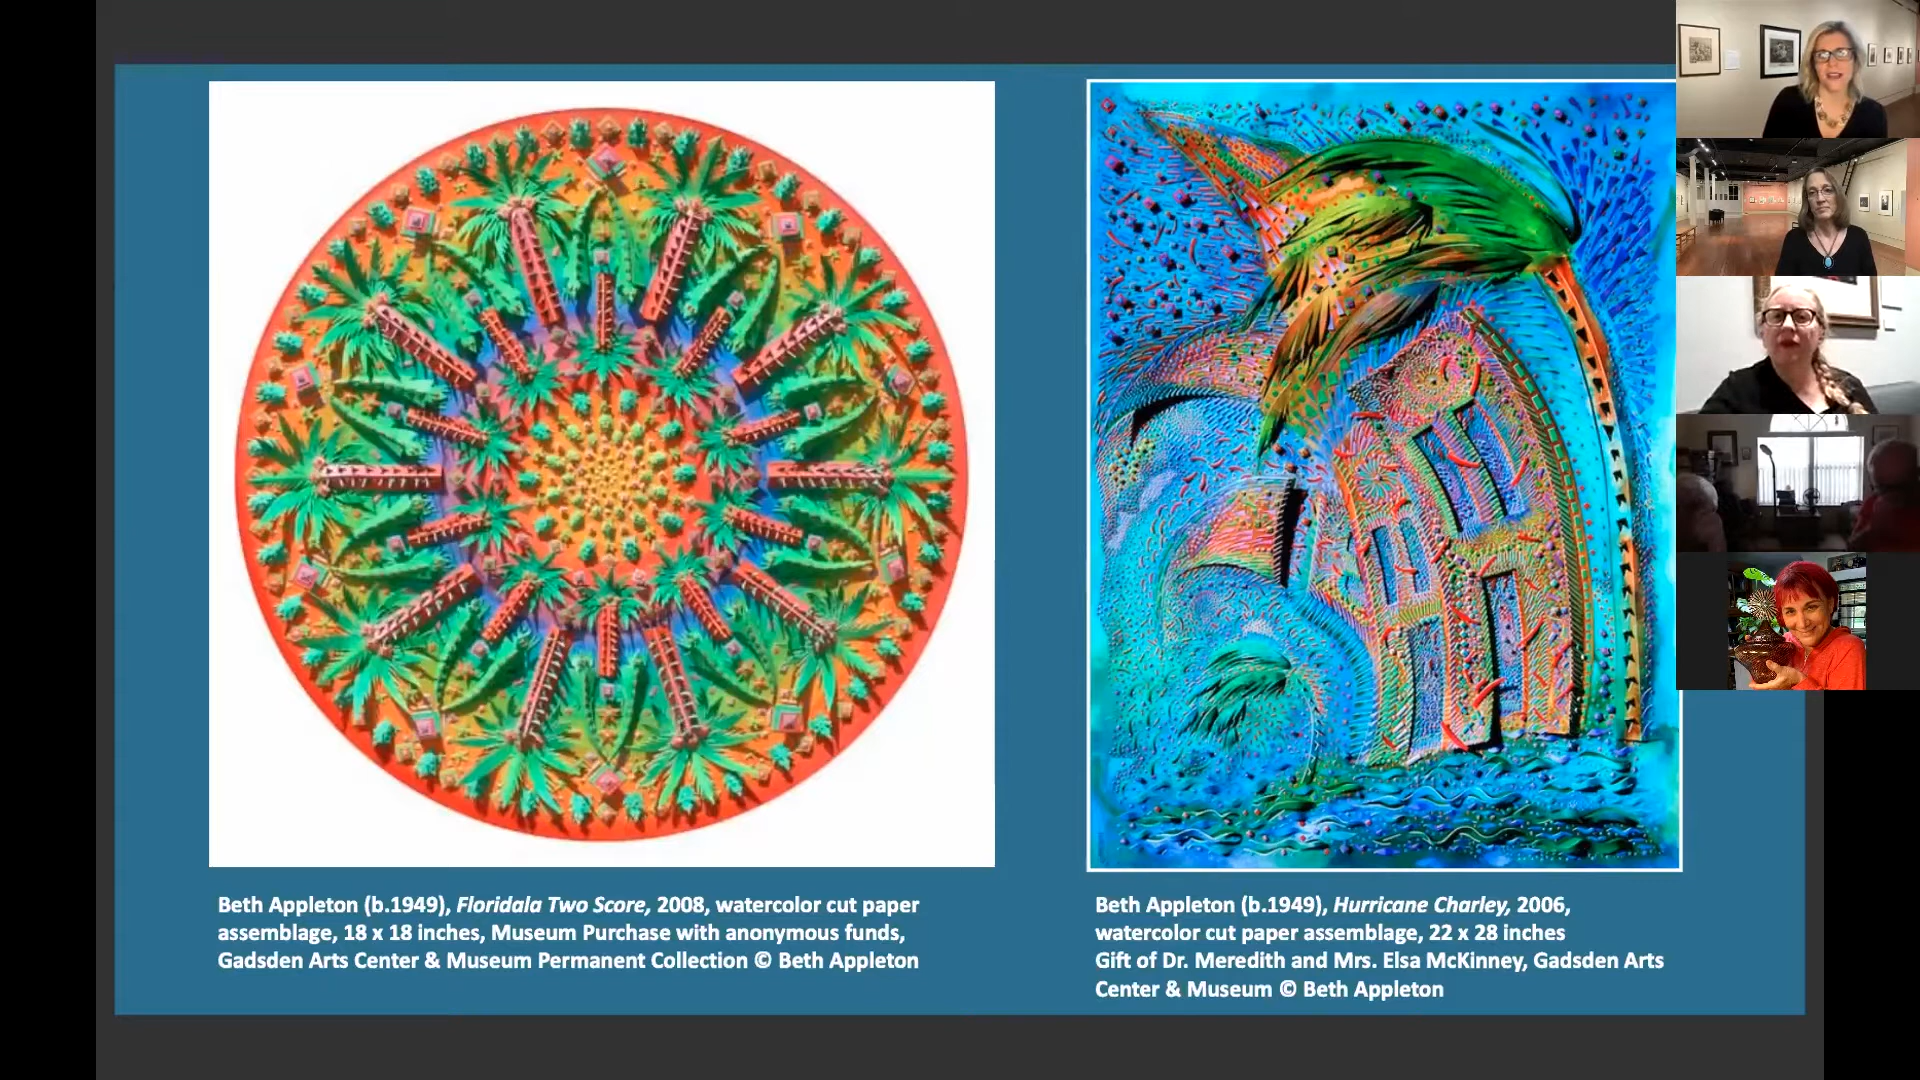 Beth Appleton (b.1949), Floridala Two Score, 2008, watercolor cut paper
assemblage, 18 x 18 inches, Museum Purchase with anonymous funds,
Gadsden Arts Center & Museum Permanent Collection © Beth Appleton
Beth Appleton (b.1949), Hurricane Charley, 2006,
watercolor cut paper assemblage, 22 x 28 inches
Gift of Dr. Meredith and Mrs. Elsa McKinney, Gadsden Arts
Center & Museum © Beth Appleton